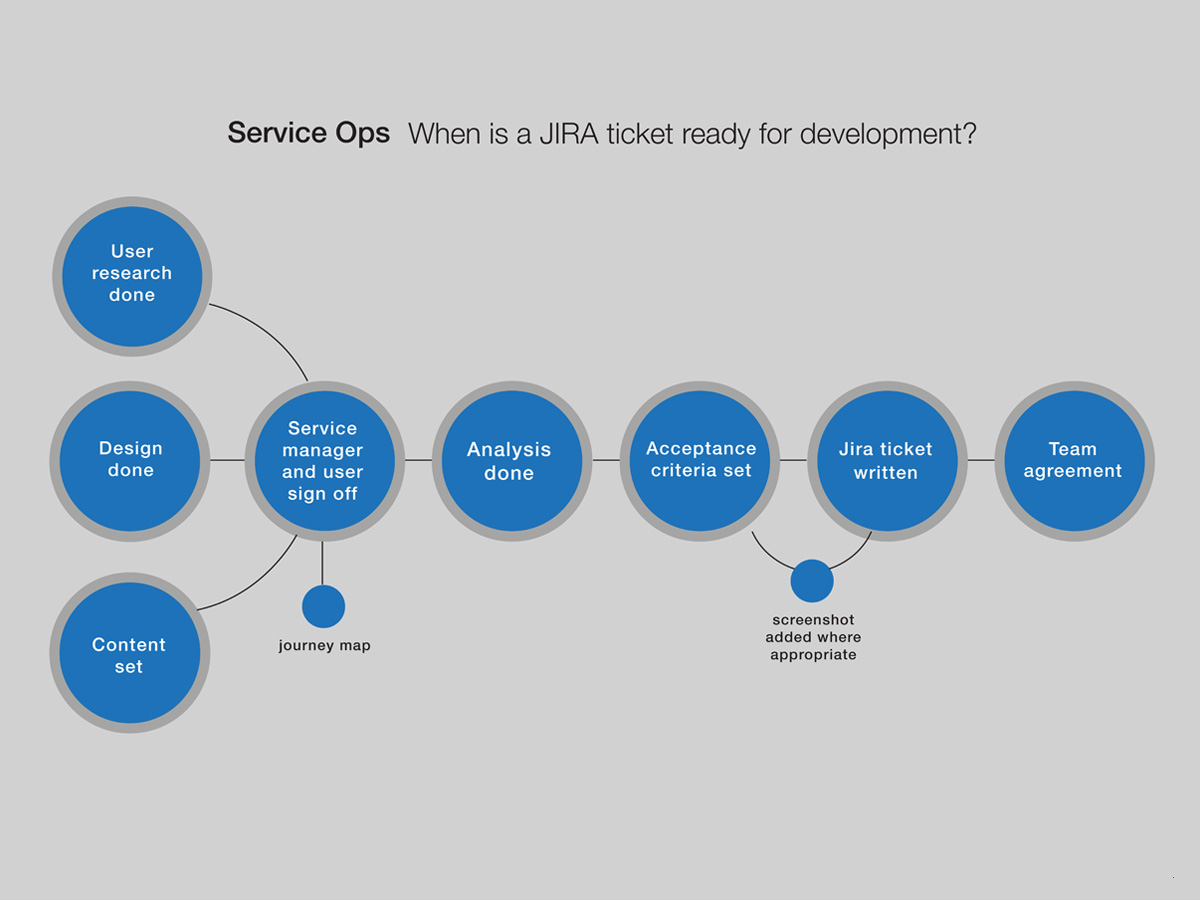 Service Ops When is a JIRA ticket ready for development?
User
research
done
Design
done
Content
set
Service
manager
and user
sign off
journey map
Analysis
done
Acceptance
criteria set
Jira ticket
written
screenshot
added where
appropriate
Team
agreement